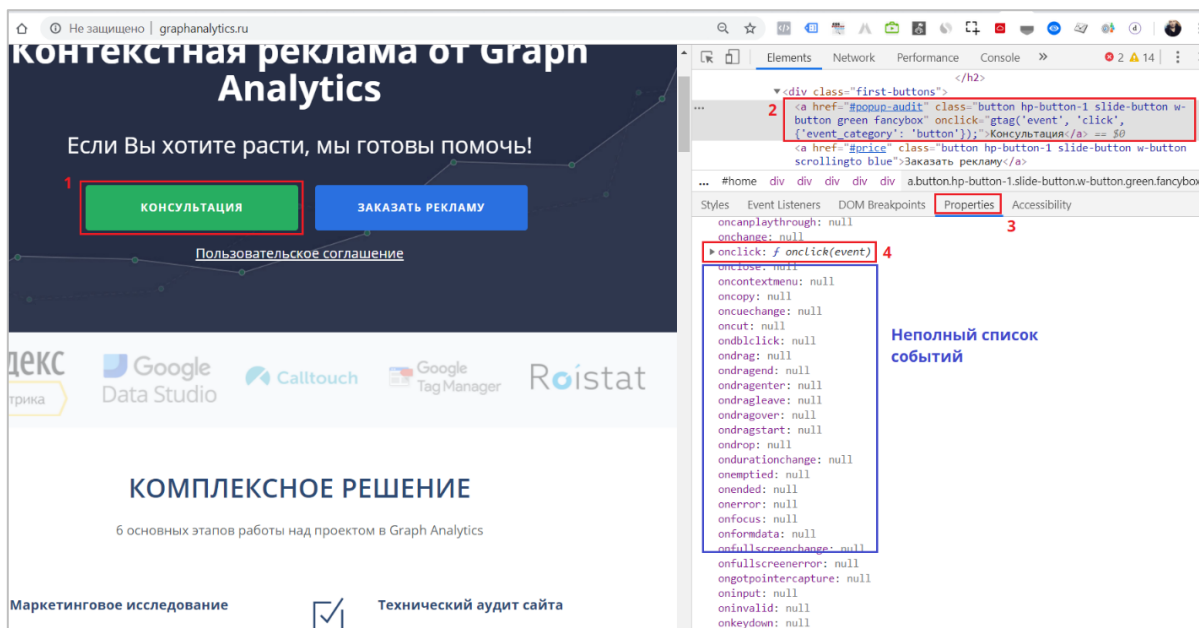 Не защищено | graphanalytics.ru
Контекстная реклама от Graph
Analytics
Если Вы хотите расти, мы готовы помочь!
1
КОНСУЛЬТАЦИЯ
ЗАКАЗАТЬ РЕКЛАМУ
Пользовательское соглашение
Google
Data Studio
Calltouch
Google
Tag Manager
Roistat
КОМПЛЕКСНОЕ РЕШЕНИЕ
6 основных этапов работы над проектом в Graph Analytics
Маркетинговое исследование
Технический аудит сайта
Elements Network Performance Console » 2 14
</h2>
▼<div class="first-buttons">
2
... <a href="#popup-audit" class="button hp-button-1 slide-button w-
button green fancybox" onclick="gtag('event', 'click',
{'event_category': 'button'});">Консультация</a> == $0
<a href="#price" class="button hp-button-1 slide-button w-button
scrollingto blue">Заказать рекламу</a>
... #home div div div div div a.button.hp-button-1.slide-button.w-button.green.fancybox
Styles Event Listeners DOM Breakpoints Properties Accessibility
3
oncanplaythrough: null
onchange: null
▶onclick: ƒ onclick(event)
4
onclose: null
oncontextmenu: null
oncopy: null
oncuechange: null
oncut: null
ondblclick: null
ondrag: null
ondragend: null
ondragenter: null
ondragleave: null
ondragover: null
ondragstart: null
ondrop: null
ondurationchange: null
onemptied: null
onended: null
onerror: null
onfocus: null
onformdata: null
onfullscreenchange: null
onfullscreenerror: null
ongotpointercapture: null
oninput: null
oninvalid: null
onkeydown: null
Неполный список
событий